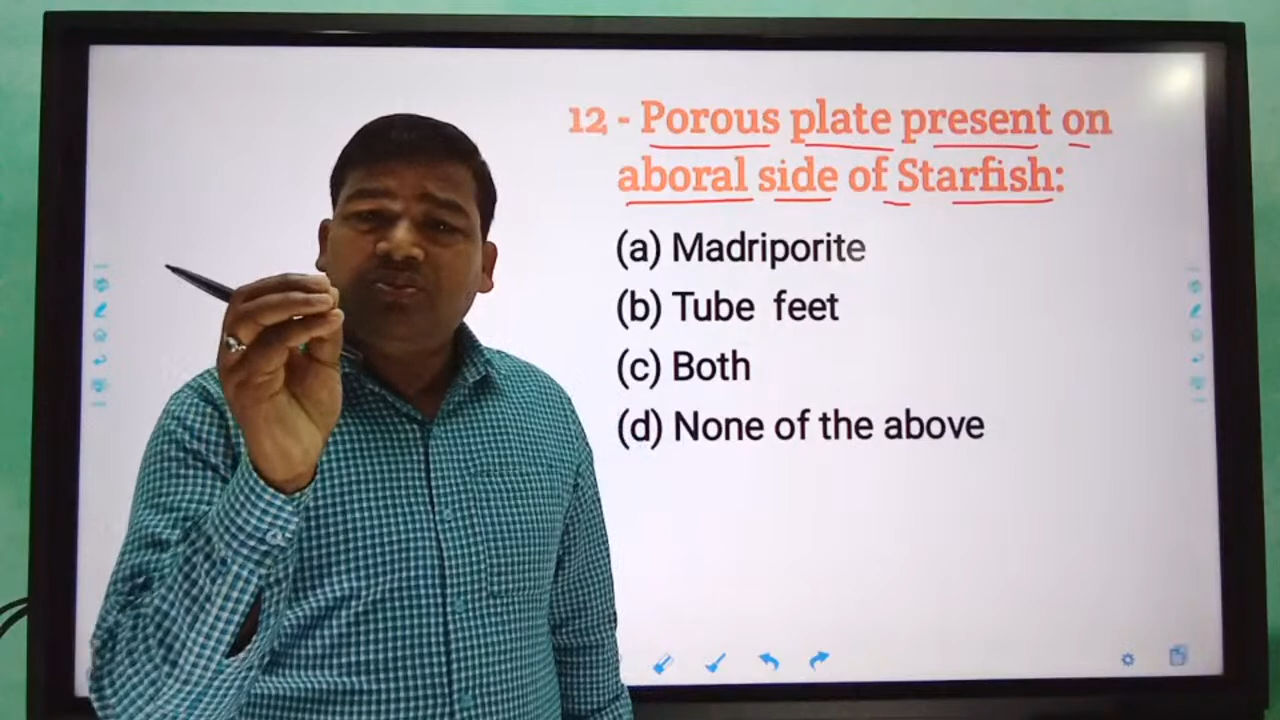 12 - Porous plate present on
aboral side of Starfish:
(a) Madriporite
(b) Tube feet
(c) Both
(d) None of the above